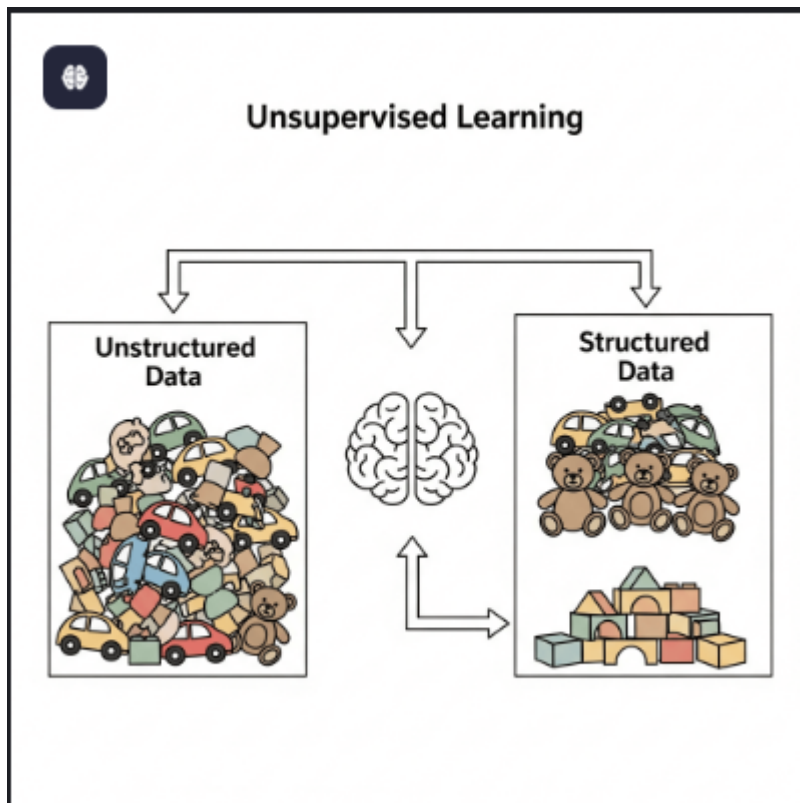 Unsupervised Learning
Unstructured
Data
Structured
Data